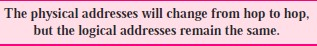 The physical addresses will change from hop to hop,
but the logical addresses remain the same.